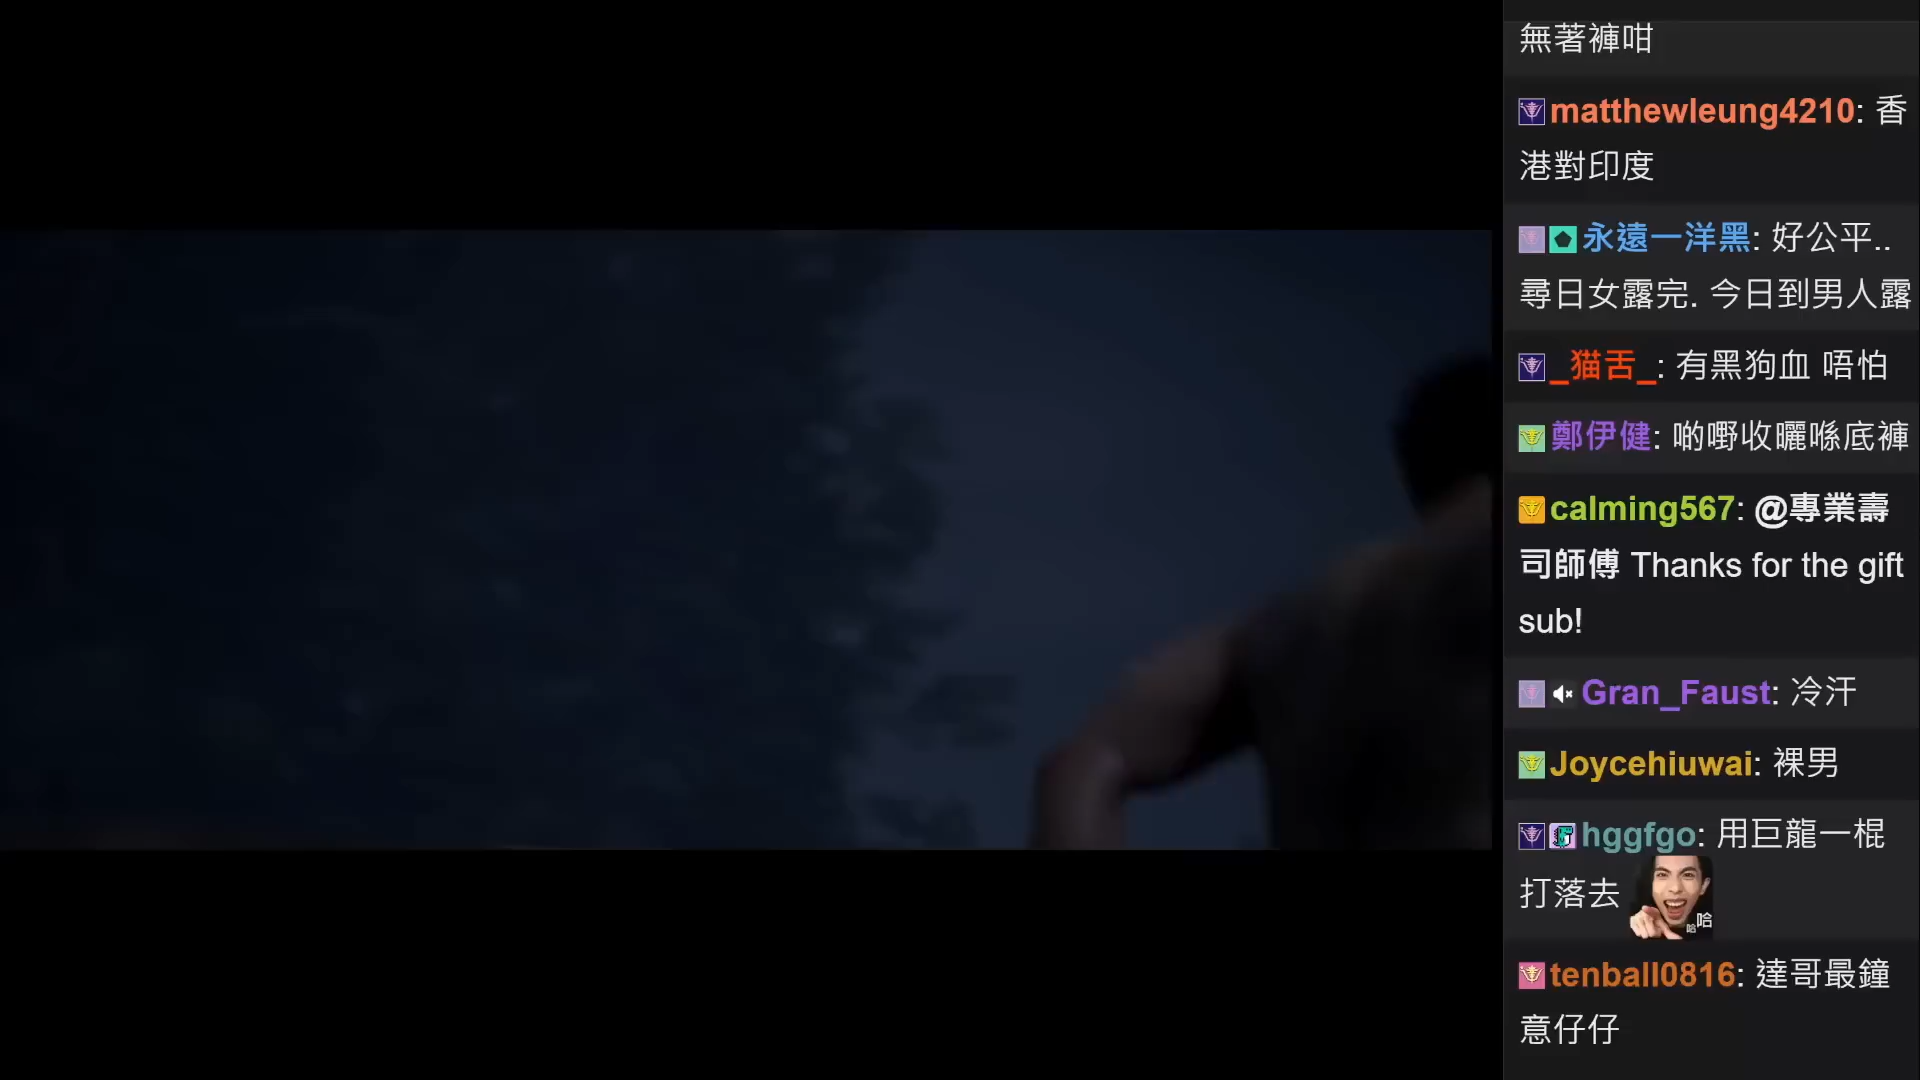 無著褲咁
matthewleung4210: 香
港對印度
永遠一洋黑: 好公平..
尋日女露完. 今日到男人露
_猫舌_: 有黑狗血 唔怕
鄭伊健: 啲嘢收曬喺底褲
calming567: @專業壽
司師傅 Thanks for the gift
sub!
Gran_Faust: 冷汗
Joycehiuwai: 裸男
hggfgo: 用巨龍一棍
打落去
哈哈
tenball0816: 達哥最鐘
意仔仔